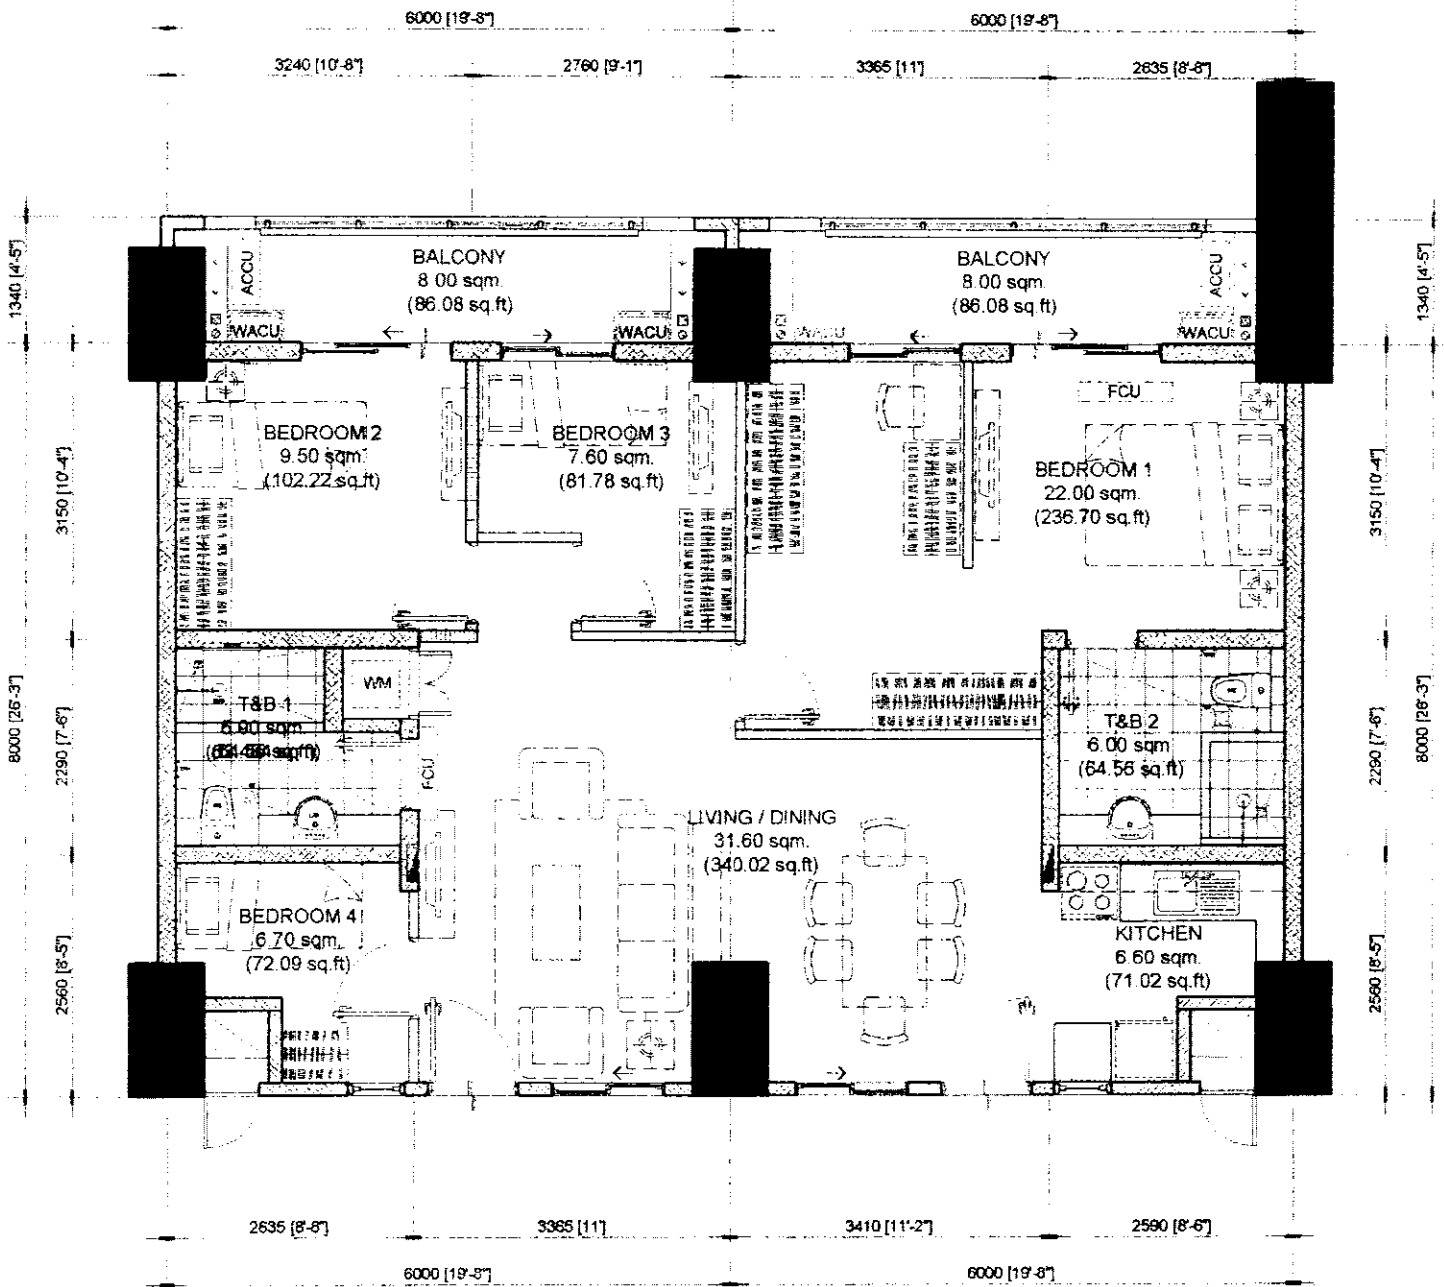 6000 [19'-8"]
6000 [19'-8"]
3240 [10'-8"]
2760 [9'-1"]
3365 [11']
2635 [8'-8"]
1340 [4'-5"]
1340 [4'-5"]
ACCU
BALCONY
8.00 sqm.
(86.08 sq.ft)
BALCONY
8.00 sqm.
(86.08 sq.ft)
ACCU
WACU
WACU
WACU
WACU
FCU
BEDROOM 2
9.50 sqm.
(102.22 sq.ft)
BEDROOM 3
7.60 sqm.
(81.78 sq.ft)
BEDROOM 1
22.00 sqm.
(236.70 sq.ft)
3150 [10'-4"]
3150 [10'-4"]
8000 [26'-3"]
8000 [26'-3"]
WM
T&B 1
5.90 sqm.
T&B 2
6.00 sqm.
(64.56 sq.ft)
2290 [7'-6"]
2290 [7'-6"]
FCU
LIVING / DINING
31.60 sqm.
(340.02 sq.ft)
BEDROOM 4
6.70 sqm.
(72.09 sq.ft)
KITCHEN
6.60 sqm.
(71.02 sq.ft)
2560 [8'-5"]
2560 [8'-5"]
2635 [8'-8"]
3365 [11']
3410 [11'-2"]
2590 [8'-6"]
6000 [19'-8"]
6000 [19'-8"]